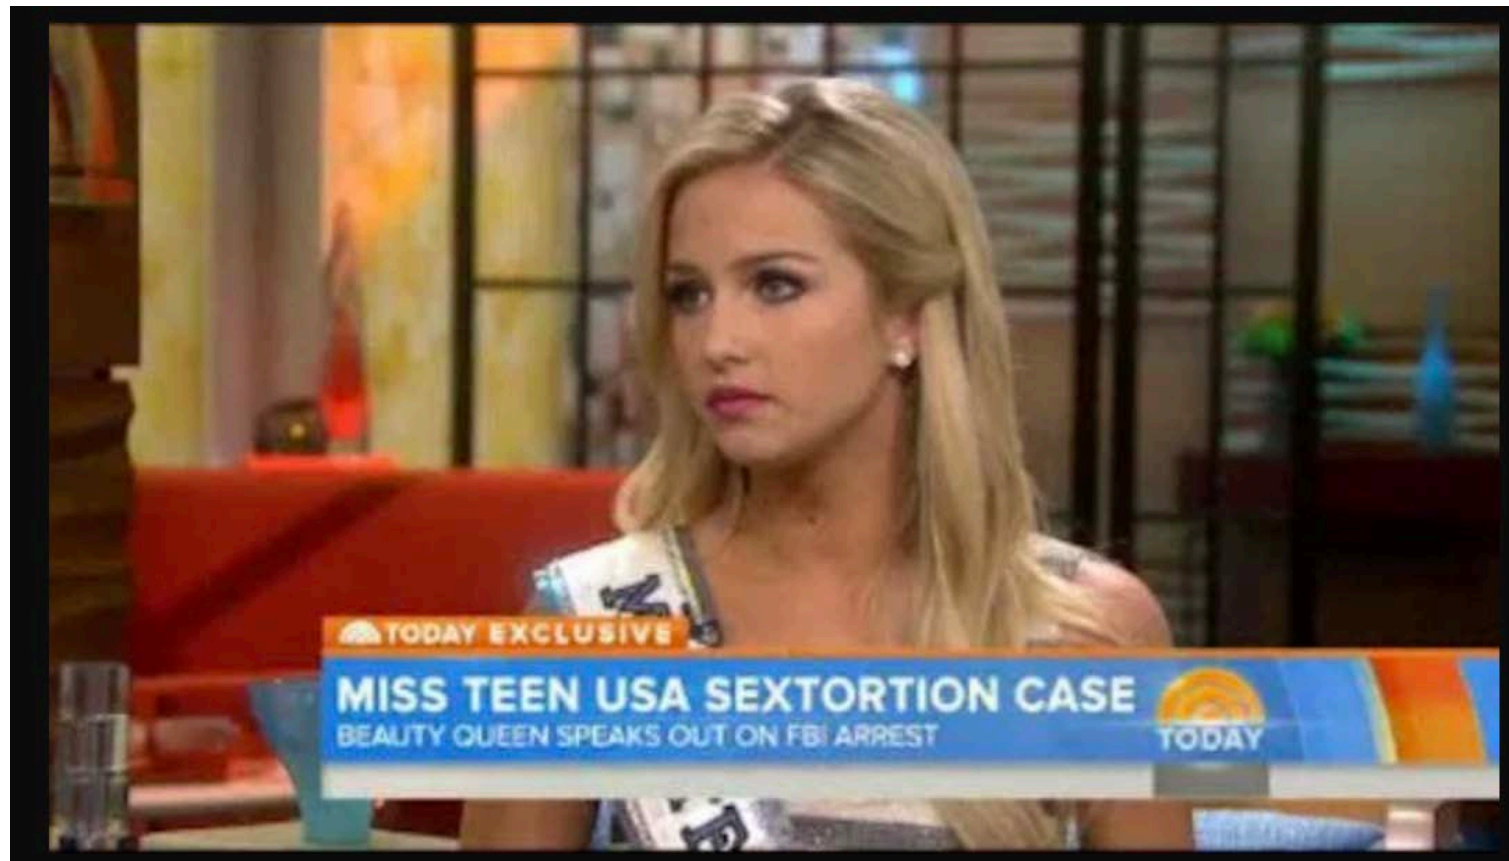 TODAY EXCLUSIVE
MISS TEEN USA SEXTORTION CASE
BEAUTY QUEEN SPEAKS OUT ON FBI ARREST
TODAY